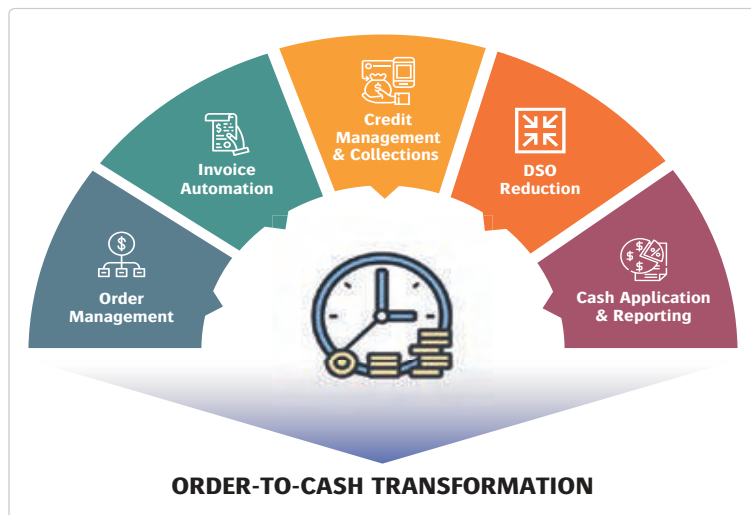 Order
Management
Invoice
Automation
Credit
Management
& Collections
DSO
Reduction
Cash Application
& Reporting
ORDER-TO-CASH TRANSFORMATION